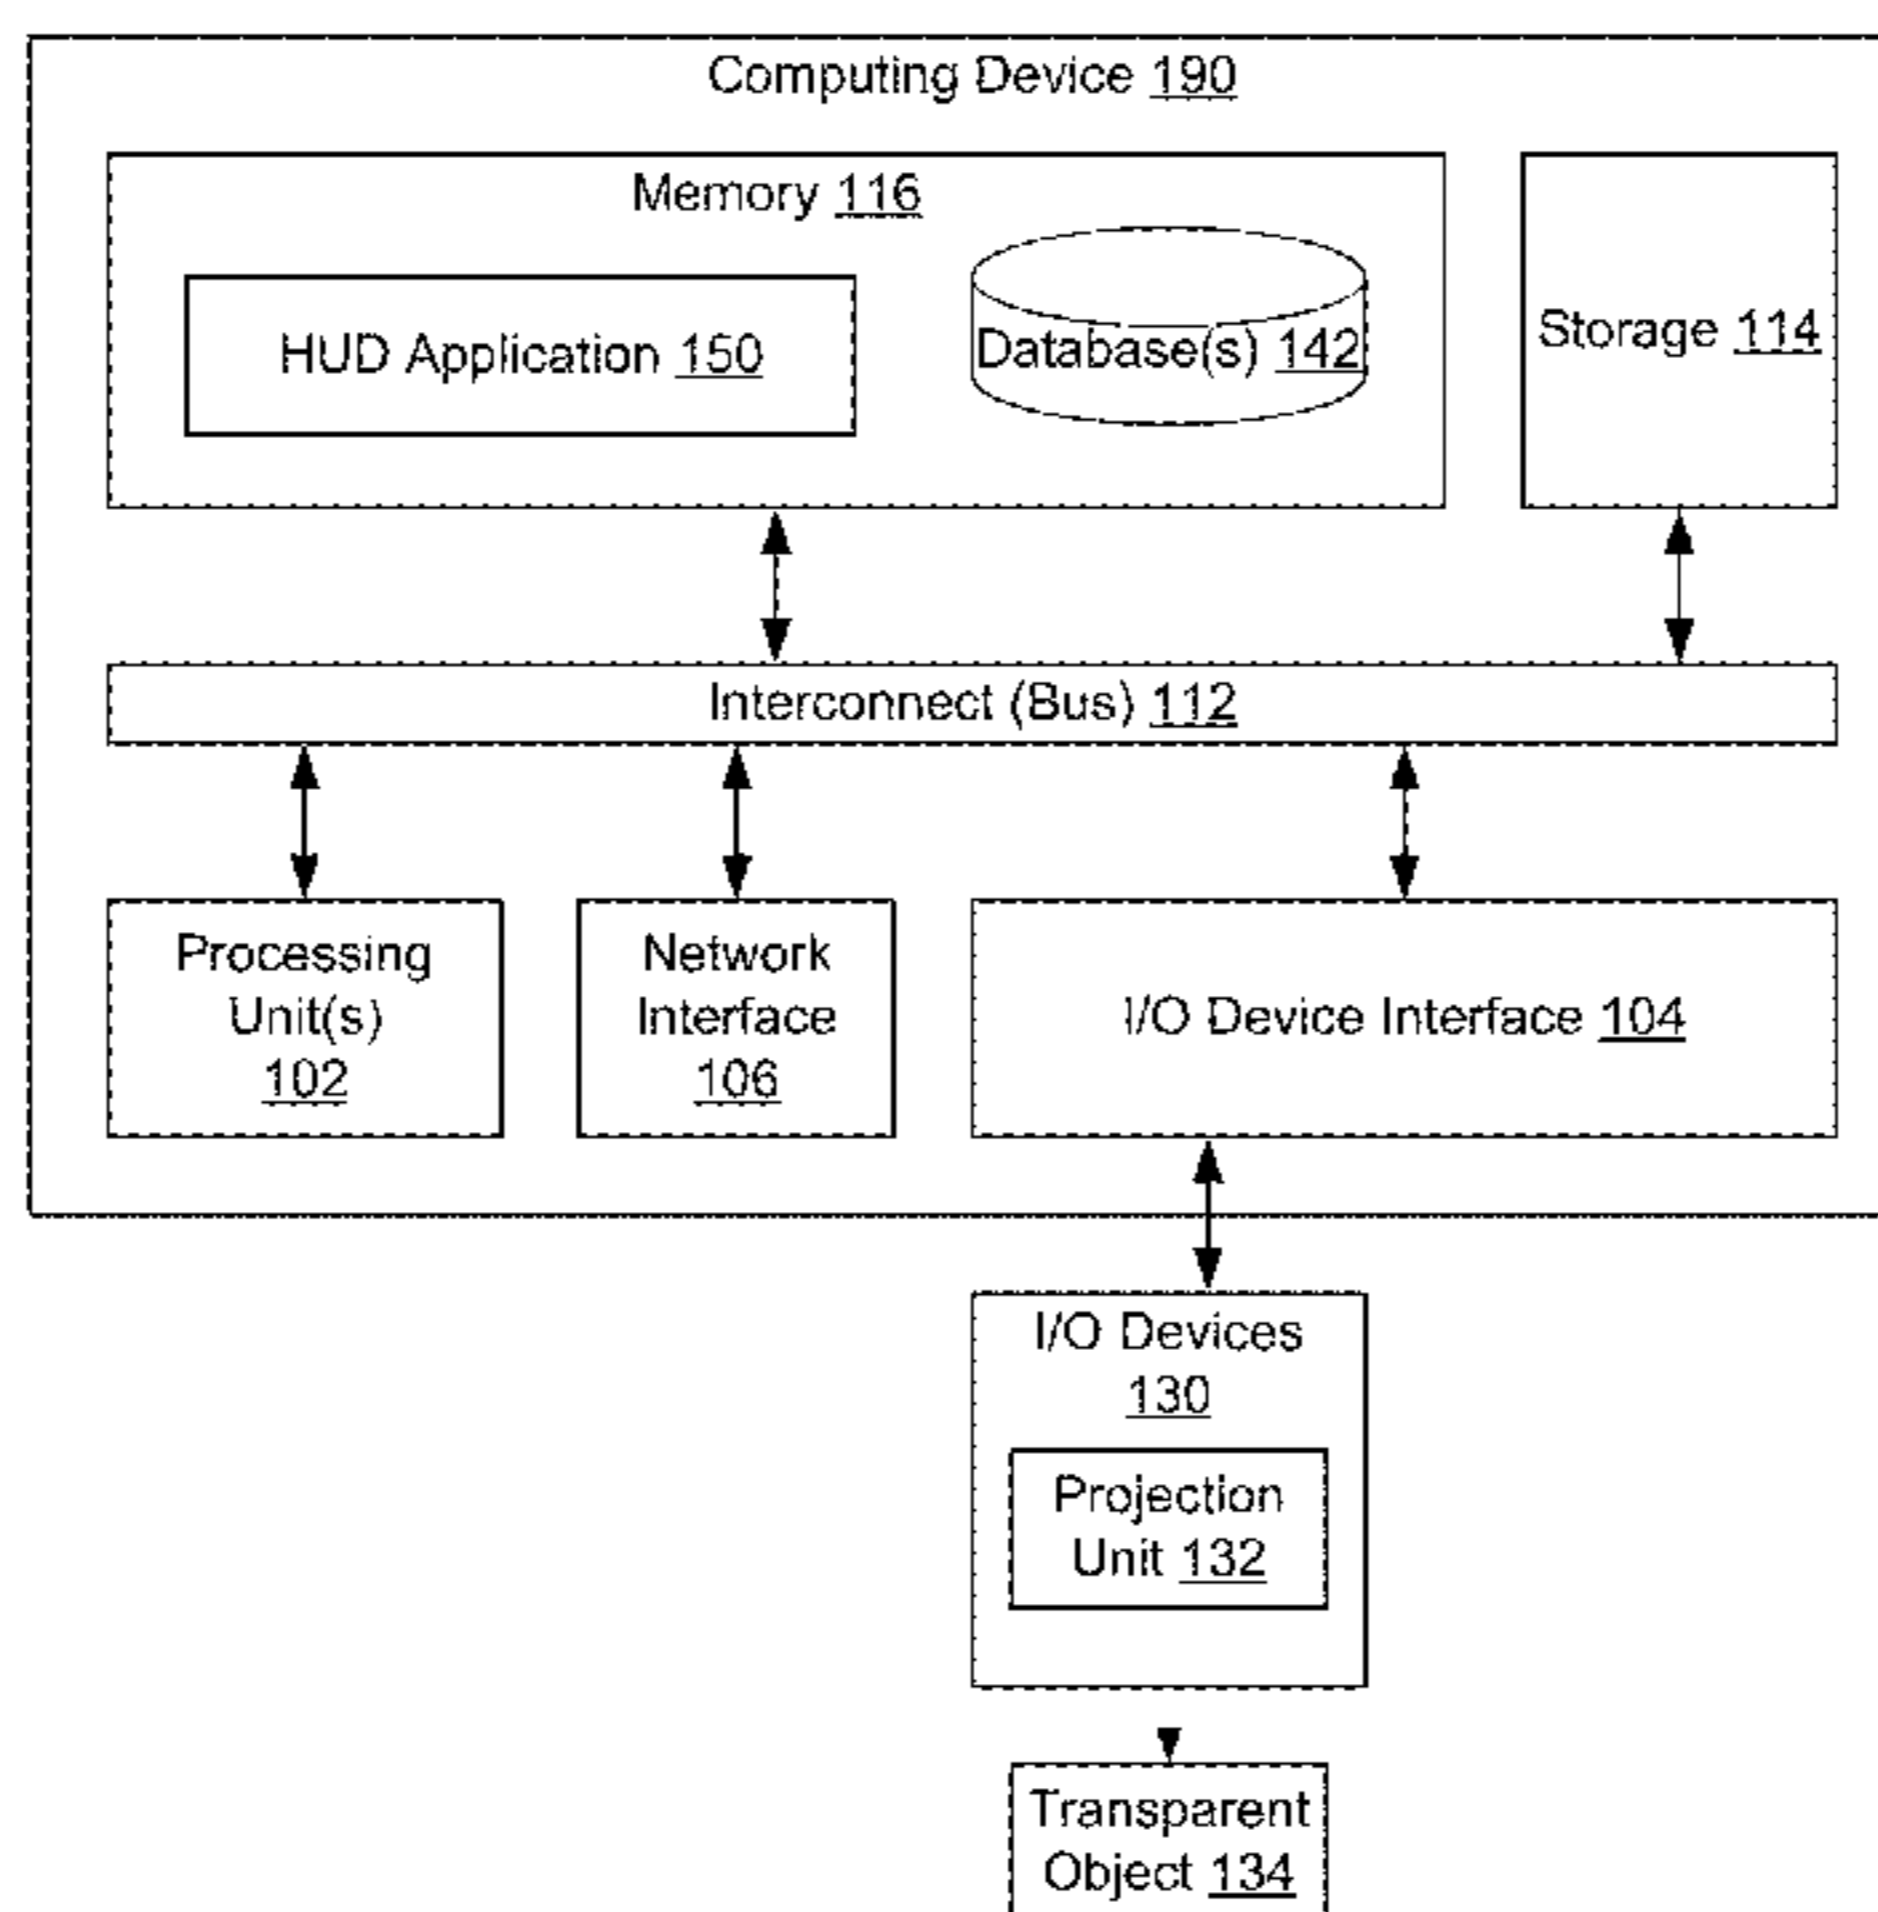 Computing Device 190
Memory 116
HUD Application 150
Database(s) 142
Storage 114
Interconnect (Bus) 112
Processing
Unit(s)
102
Network
Interface
106
I/O Device Interface 104
I/O Devices
130
Projection
Unit 132
Transparent
Object 134